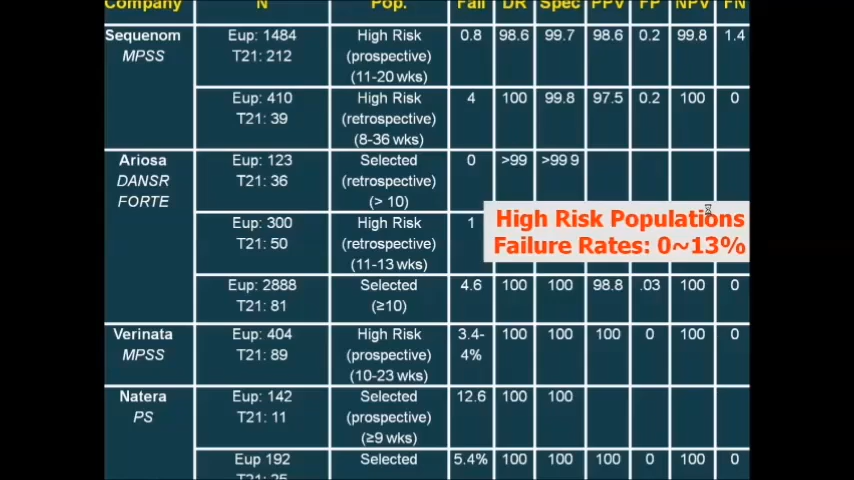 Company N Pop. Fail DR Spec PPV FP NPV FN
Sequenom Eup: 1484 High Risk 0.8 98.6 99.7 98.6 0.2 99.8 1.4
MPSS T21: 212 (prospective)
(11-20 wks)
Eup: 410 High Risk 4 100 99.8 97.5 0.2 100 0
T21: 39 (retrospective)
(8-36 wks)
Ariosa Eup: 123 Selected 0 >99 >99 9
DANSR T21: 36 (retrospective)
FORTE (> 10)
Eup: 300 High Risk 1
T21: 50 (retrospective)
(11-13 wks)
High Risk Populations
Failure Rates: 0~13%
Eup: 2888 Selected 4.6 100 100 98.8 .03 100 0
T21: 81 (≥10)
Verinata Eup: 404 High Risk 3.4- 100 100 100 0 100 0
MPSS T21: 89 (prospective) 4%
(10-23 wks)
Natera Eup: 142 Selected 12.6 100 100
PS T21: 11 (prospective)
(≥9 wks)
Eup 192 Selected 5.4% 100 100 100 0 100 0
T21: 25